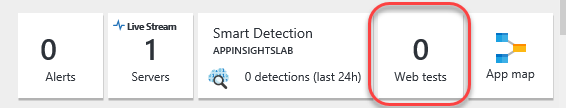 0
Alerts
Live Stream
1
Servers
Smart Detection
APPINSIGHTSLAB
0 detections (last 24h)
0
Web tests
App map